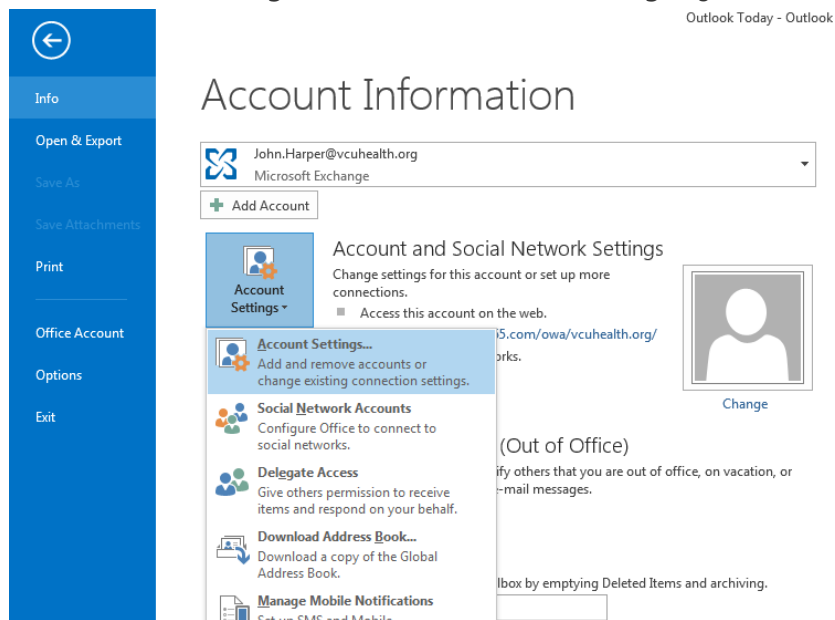 Outlook Today - Outlook
Info
Open & Export
Save As
Save Attachments
Print
Office Account
Options
Exit
Account Information
John.Harper@vcuhealth.org
Microsoft Exchange
Add Account
Account
Settings
Account and Social Network Settings
Change settings for this account or set up more
connections.
Access this account on the web.
5.com/owa/vcuhealth.org/
orks.
Change
Account Settings...
Add and remove accounts or
change existing connection settings.
Social Network Accounts
Configure Office to connect to
social networks.
Delegate Access
Give others permission to receive
items and respond on your behalf.
Download Address Book...
Download a copy of the Global
Address Book.
Manage Mobile Notifications
Set up SMS and Mobile
(Out of Office)
ify others that you are out of office, on vacation, or
-mail messages.
lbox by emptying Deleted Items and archiving.